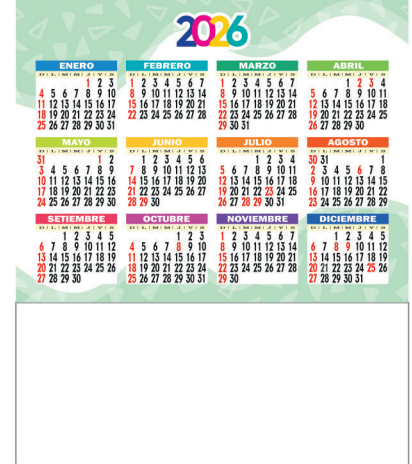 2026
ENERO
D L M M J V S
1 2 3
4 5 6 7 8 9 10
11 12 13 14 15 16 17
18 19 20 21 22 23 24
25 26 27 28 29 30 31
FEBRERO
D L M M J V S
1 2 3 4 5 6 7
8 9 10 11 12 13 14
15 16 17 18 19 20 21
22 23 24 25 26 27 28
MARZO
D L M M J V S
1 2 3 4 5 6 7
8 9 10 11 12 13 14
15 16 17 18 19 20 21
22 23 24 25 26 27 28
29 30 31
ABRIL
D L M M J V S
1 2 3 4
5 6 7 8 9 10 11
12 13 14 15 16 17 18
19 20 21 22 23 24 25
26 27 28 29 30
MAYO
D L M M J V S
31 1 2
3 4 5 6 7 8 9
10 11 12 13 14 15 16
17 18 19 20 21 22 23
24 25 26 27 28 29 30
JUNIO
D L M M J V S
1 2 3 4 5 6
7 8 9 10 11 12 13
14 15 16 17 18 19 20
21 22 23 24 25 26 27
28 29 30
JULIO
D L M M J V S
1 2 3 4
5 6 7 8 9 10 11
12 13 14 15 16 17 18
19 20 21 22 23 24 25
26 27 28 29 30 31
AGOSTO
D L M M J V S
30 31 1
2 3 4 5 6 7 8
9 10 11 12 13 14 15
16 17 18 19 20 21 22
23 24 25 26 27 28 29
SETIEMBRE
D L M M J V S
1 2 3 4 5
6 7 8 9 10 11 12
13 14 15 16 17 18 19
20 21 22 23 24 25 26
27 28 29 30
OCTUBRE
D L M M J V S
1 2 3
4 5 6 7 8 9 10
11 12 13 14 15 16 17
18 19 20 21 22 23 24
25 26 27 28 29 30 31
NOVIEMBRE
D L M M J V S
1 2 3 4 5 6 7
8 9 10 11 12 13 14
15 16 17 18 19 20 21
22 23 24 25 26 27 28
29 30
DICIEMBRE
D L M M J V S
1 2 3 4 5
6 7 8 9 10 11 12
13 14 15 16 17 18 19
20 21 22 23 24 25 26
27 28 29 30 31